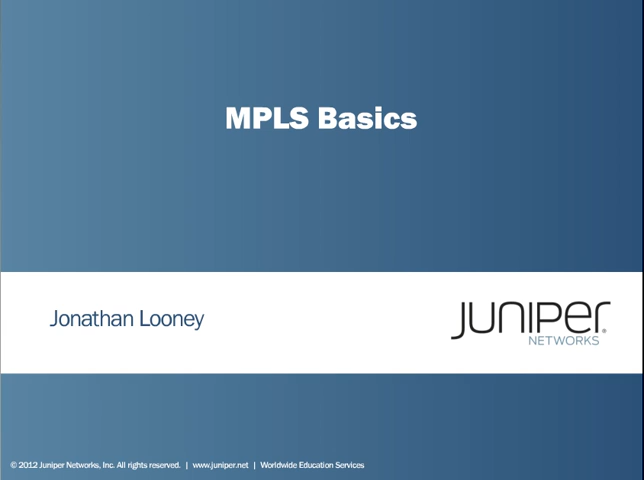 MPLS Basics
Jonathan Looney
JUNIPER®
NETWORKS
© 2012 Juniper Networks, Inc. All rights reserved. | www.juniper.net | Worldwide Education Services